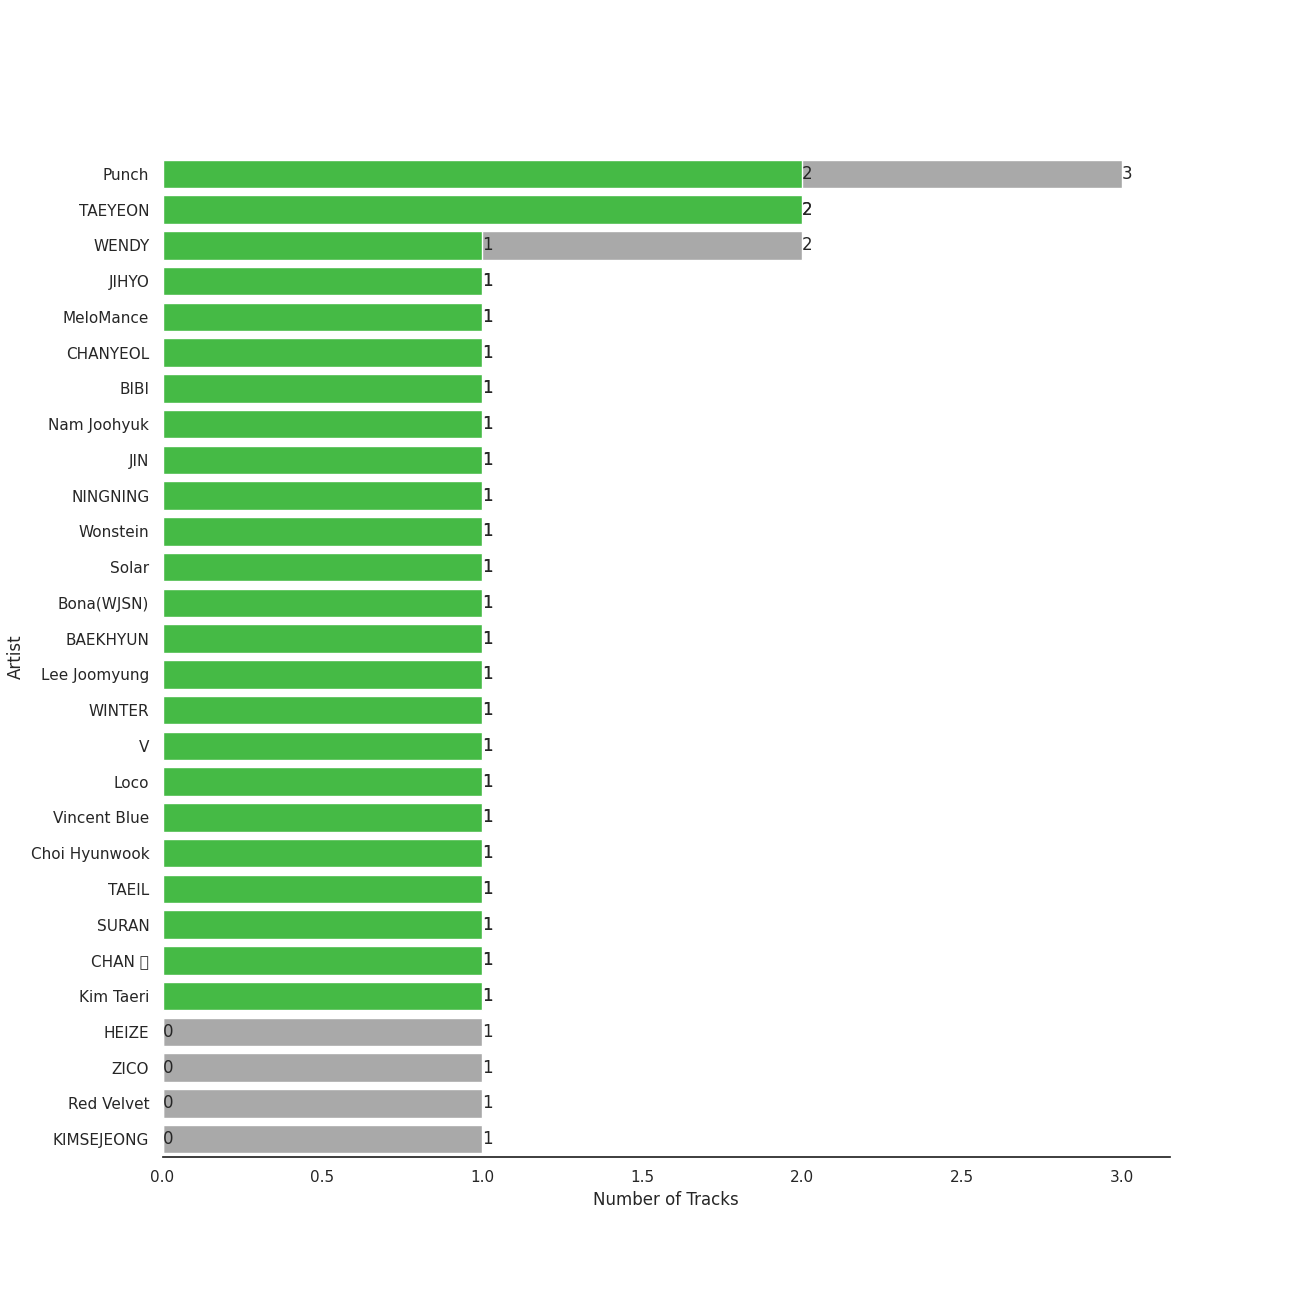 Punch 2 3
TAEYEON 2
WENDY 1 2
JIHYO 1
MeloMance 1
CHANYEOL 1
BIBI 1
Nam Joohyuk 1
JIN 1
NINGNING 1
Wonstein 1
Solar 1
Bona(WJSN) 1
BAEKHYUN 1
Lee Joomyung 1
WINTER 1
V 1
Loco 1
Vincent Blue 1
Choi Hyunwook 1
TAEIL 1
SURAN 1
CHAN 1
Kim Taeri 1
HEIZE 0 1
ZICO 0 1
Red Velvet 0 1
KIMSEJEONG 0 1
0.0 0.5 1.0 1.5 2.0 2.5 3.0
Number of Tracks
Artist